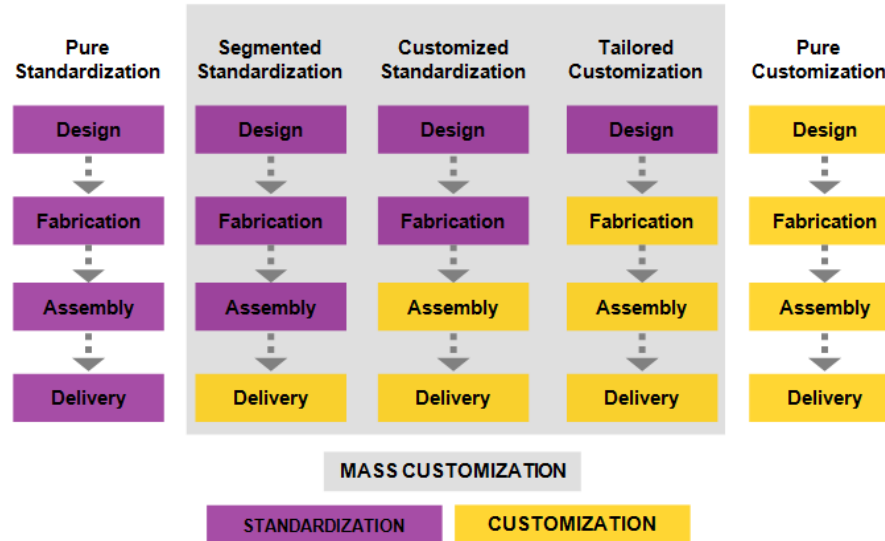 Pure
Standardization
Segmented
Standardization
Customized
Standardization
Tailored
Customization
Pure
Customization
Design
Design
Design
Design
Design
Fabrication
Fabrication
Fabrication
Fabrication
Fabrication
Assembly
Assembly
Assembly
Assembly
Assembly
Delivery
Delivery
Delivery
Delivery
Delivery
MASS CUSTOMIZATION
STANDARDIZATION
CUSTOMIZATION